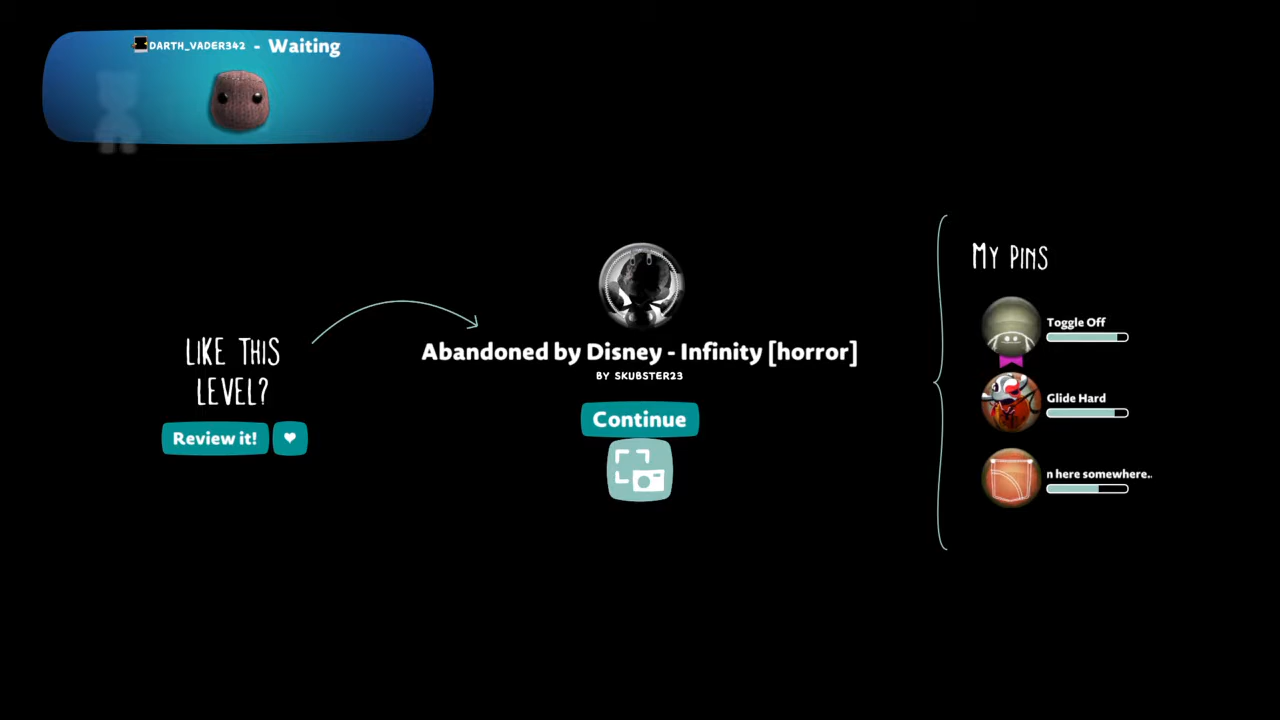 DARTH_VADER342 - Waiting
LIKE THIS
LEVEL?
Review it!
Abandoned by Disney - Infinity [horror]
BY SKUBSTER23
Continue
MY PINS
Toggle Off
Glide Hard
n here somewhere..